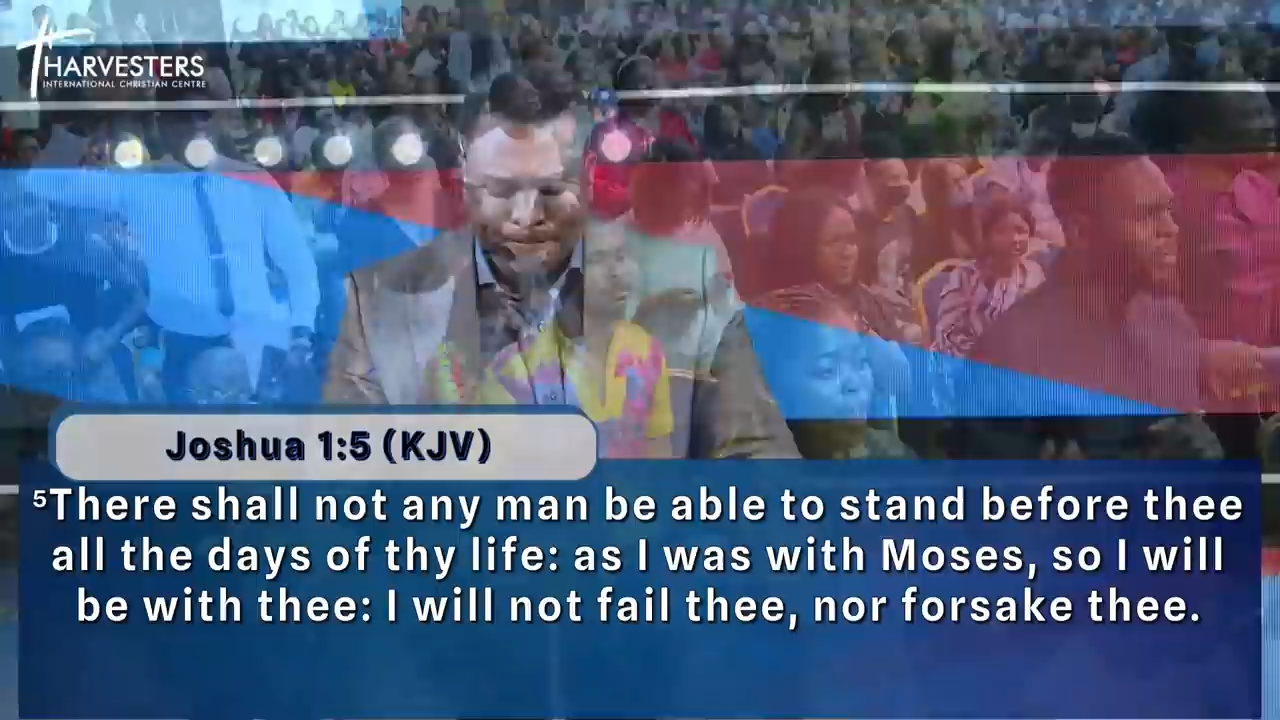 HARVESTERS
INTERNATIONAL CHRISTIAN CENTRE
Joshua 1:5 (KJV)
⁵There shall not any man be able to stand before thee
all the days of thy life: as I was with Moses, so I will
be with thee: I will not fail thee, nor forsake thee.